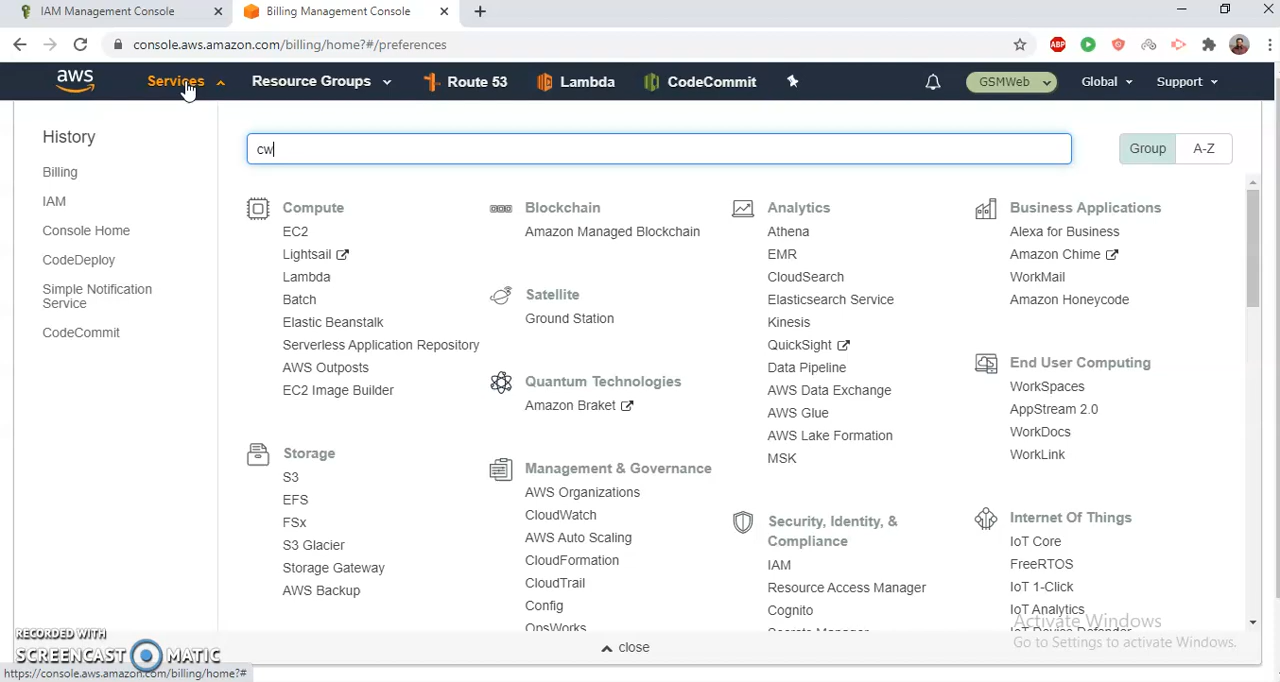 IAM Management Console
Billing Management Console
console.aws.amazon.com/billing/home?#/preferences
ABP
aws
Services
Resource Groups
Route 53
Lambda
CodeCommit
GSMWeb
Global
Support
History
Billing
IAM
Console Home
CodeDeploy
Simple Notification
Service
CodeCommit
cw
Group
A-Z
Compute
EC2
Lightsail
Lambda
Batch
Elastic Beanstalk
Serverless Application Repository
AWS Outposts
EC2 Image Builder
Storage
S3
EFS
FSx
S3 Glacier
Storage Gateway
AWS Backup
Blockchain
Amazon Managed Blockchain
Satellite
Ground Station
Quantum Technologies
Amazon Braket
Management & Governance
AWS Organizations
CloudWatch
AWS Auto Scaling
CloudFormation
CloudTrail
Config
OpsWorks
Analytics
Athena
EMR
CloudSearch
Elasticsearch Service
Kinesis
QuickSight
Data Pipeline
AWS Data Exchange
AWS Glue
AWS Lake Formation
MSK
Security, Identity, &
Compliance
IAM
Resource Access Manager
Cognito
Secrets Manager
Business Applications
Alexa for Business
Amazon Chime
WorkMail
Amazon Honeycode
End User Computing
WorkSpaces
AppStream 2.0
WorkDocs
WorkLink
Internet Of Things
IoT Core
FreeRTOS
IoT 1-Click
IoT Analytics
IoT Device Defender
close
Activate Windows
Go to Settings to activate Windows.
RECORDED WITH
SCREENCAST MATIC
https://console.aws.amazon.com/billing/home?#